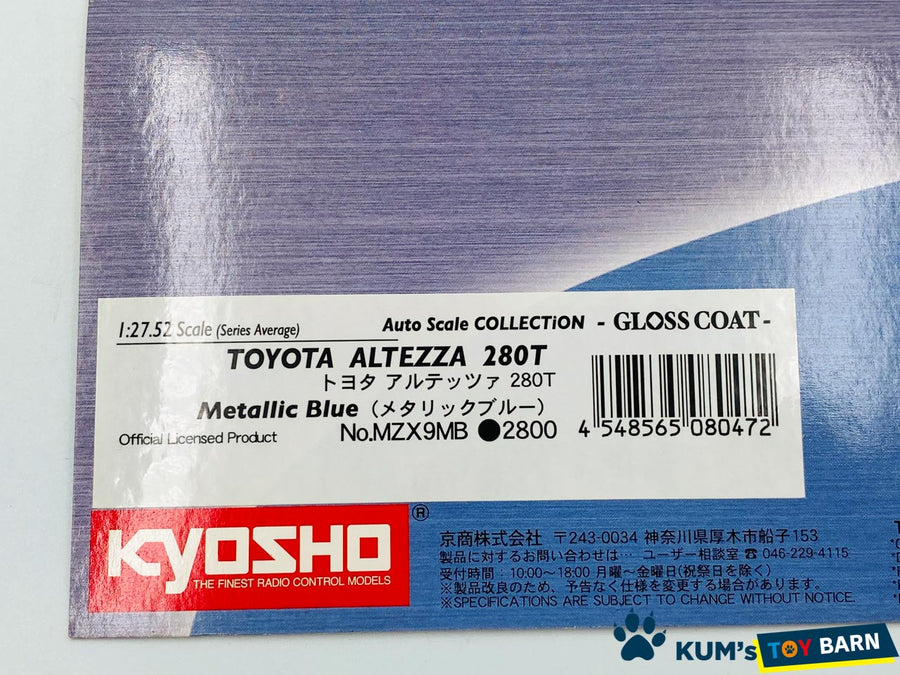 1:27.52 Scale (Series Average)
Auto Scale COLLECTiON - GLOSS COAT -
TOYOTA ALTEZZA 280T
トヨタ アルテッツァ 280T
Metallic Blue（メタリックブルー）
Official Licensed Product
No.MZX9MB ●2800
4 548565 080472
KYOSHO ®
THE FINEST RADIO CONTROL MODELS
京商株式会社 〒243-0034 神奈川県厚木市船子153
製品に対するお問い合わせは… ユーザー相談室 ☎ 046-229-4115
受付時間：10:00~18:00 月曜~金曜日(祝祭日を除く)
※製品改良のため、予告なく仕様を変更する場合があります。
※SPECIFICATIONS ARE SUBJECT TO CHANGE WITHOUT NOTICE.
KUM's TOY BARN